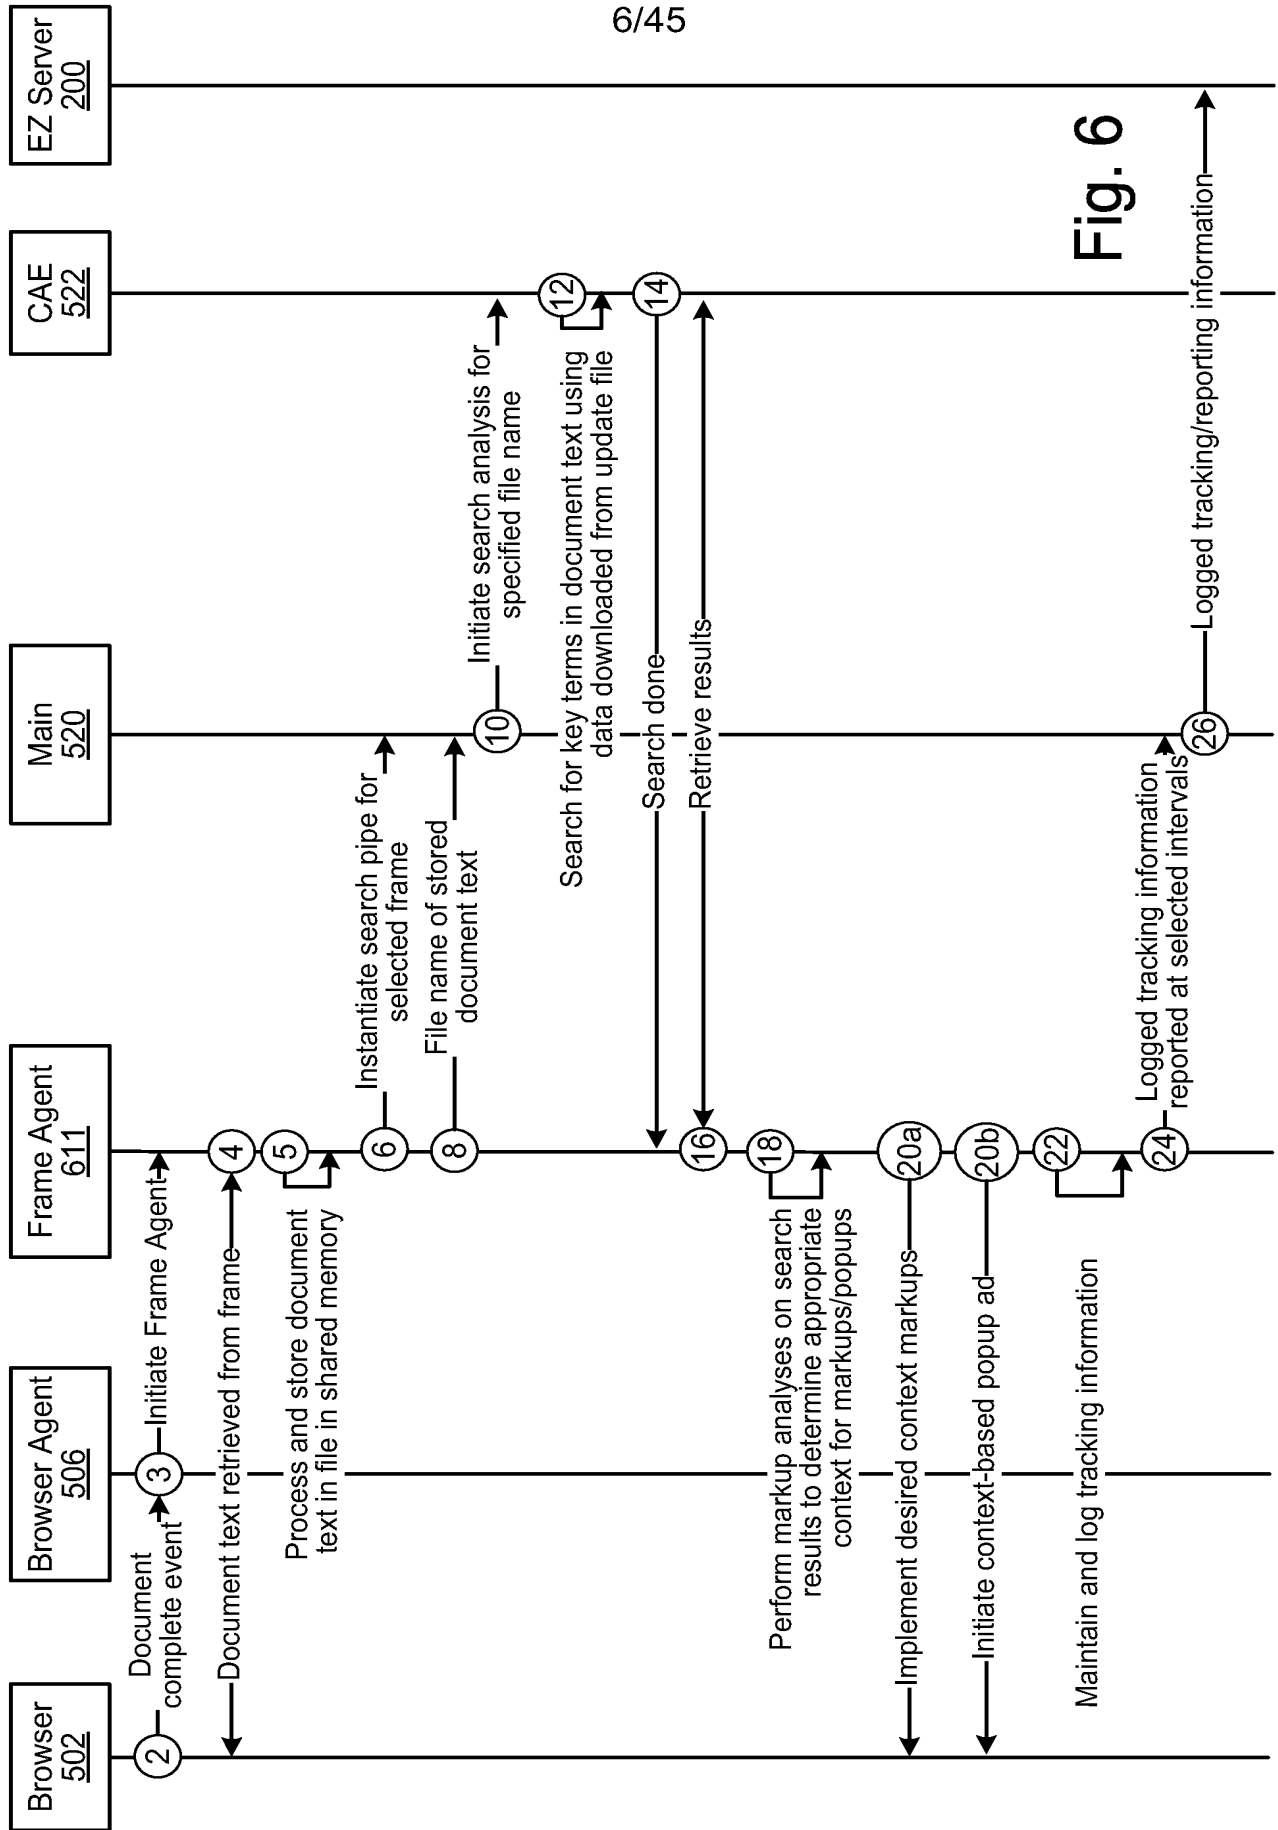 6/45
Browser
502
Browser Agent
506
Frame Agent
611
Main
520
CAE
522
EZ Server
200
2
Document
complete event
3
Initiate Frame Agent
4
Document text retrieved from frame
5
Process and store document
text in file in shared memory
6
Instantiate search pipe for
selected frame
8
File name of stored
document text
10
Initiate search analysis for
specified file name
12
Search for key terms in document text using
data downloaded from update file
14
Search done
16
Retrieve results
18
Perform markup analyses on search
results to determine appropriate
context for markups/popups
20a
Implement desired context markups
20b
Initiate context-based popup ad
22
Maintain and log tracking information
24
Logged tracking information
reported at selected intervals
26
Logged tracking/reporting information
Fig. 6